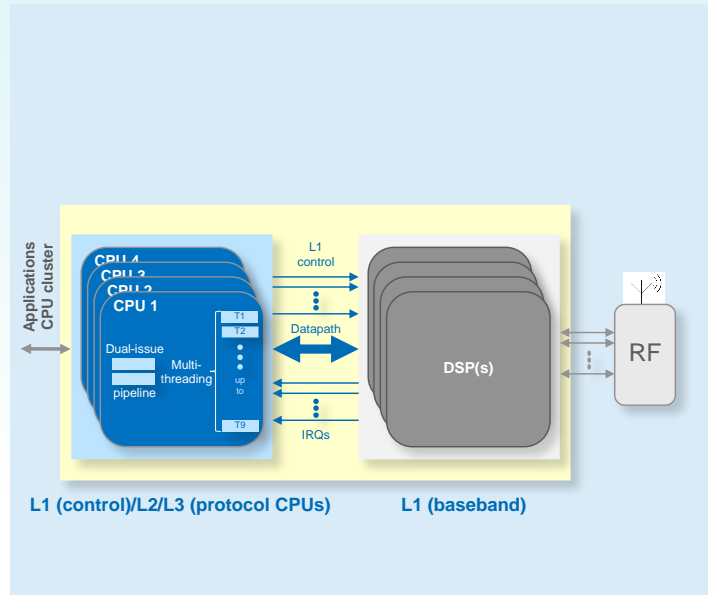 Applications
CPU cluster
CPU 4
CPU 3
CPU 2
CPU 1
Dual-issue
pipeline
Multi-
threading
T1
T2
up
to
T9
L1
control
Datapath
IRQs
DSP(s)
RF
L1 (control)/L2/L3 (protocol CPUs)
L1 (baseband)